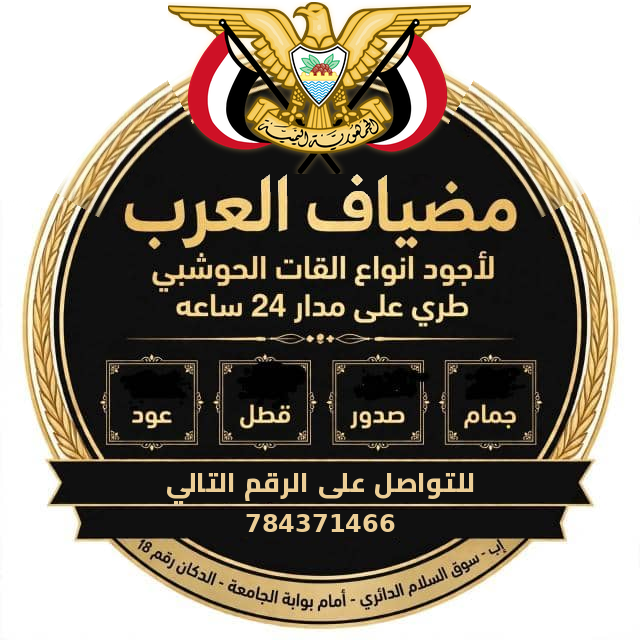 الجمهورية اليمنية
مضياف العرب
لأجود انواع القات الحوشبي
طري على مدار 24 ساعه
جمام
صدور
قطل
عود
للتواصل على الرقم التالي
784371466
إب - سوق السلام الدائري - أمام بوابة الجامعة - الدكان رقم 18